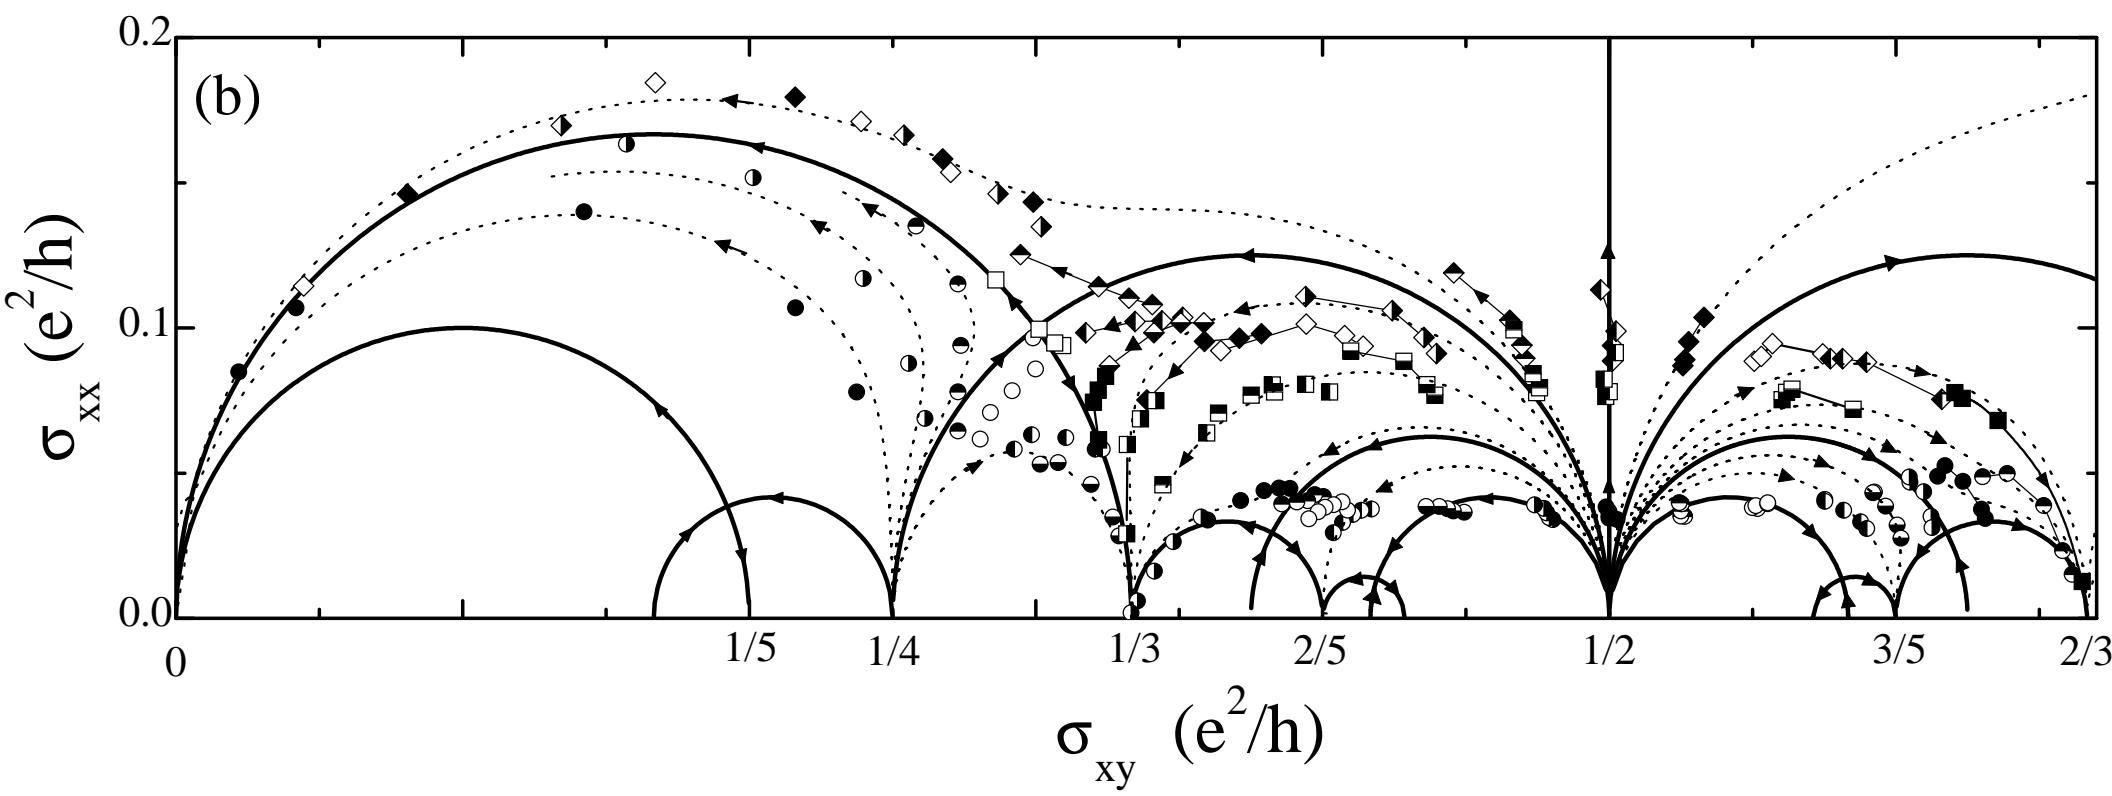 0.2
(b)
0.1
0.0
σxx (e2/h)
0 1/5 1/4 1/3 2/5 1/2 3/5 2/3
σxy (e2/h)